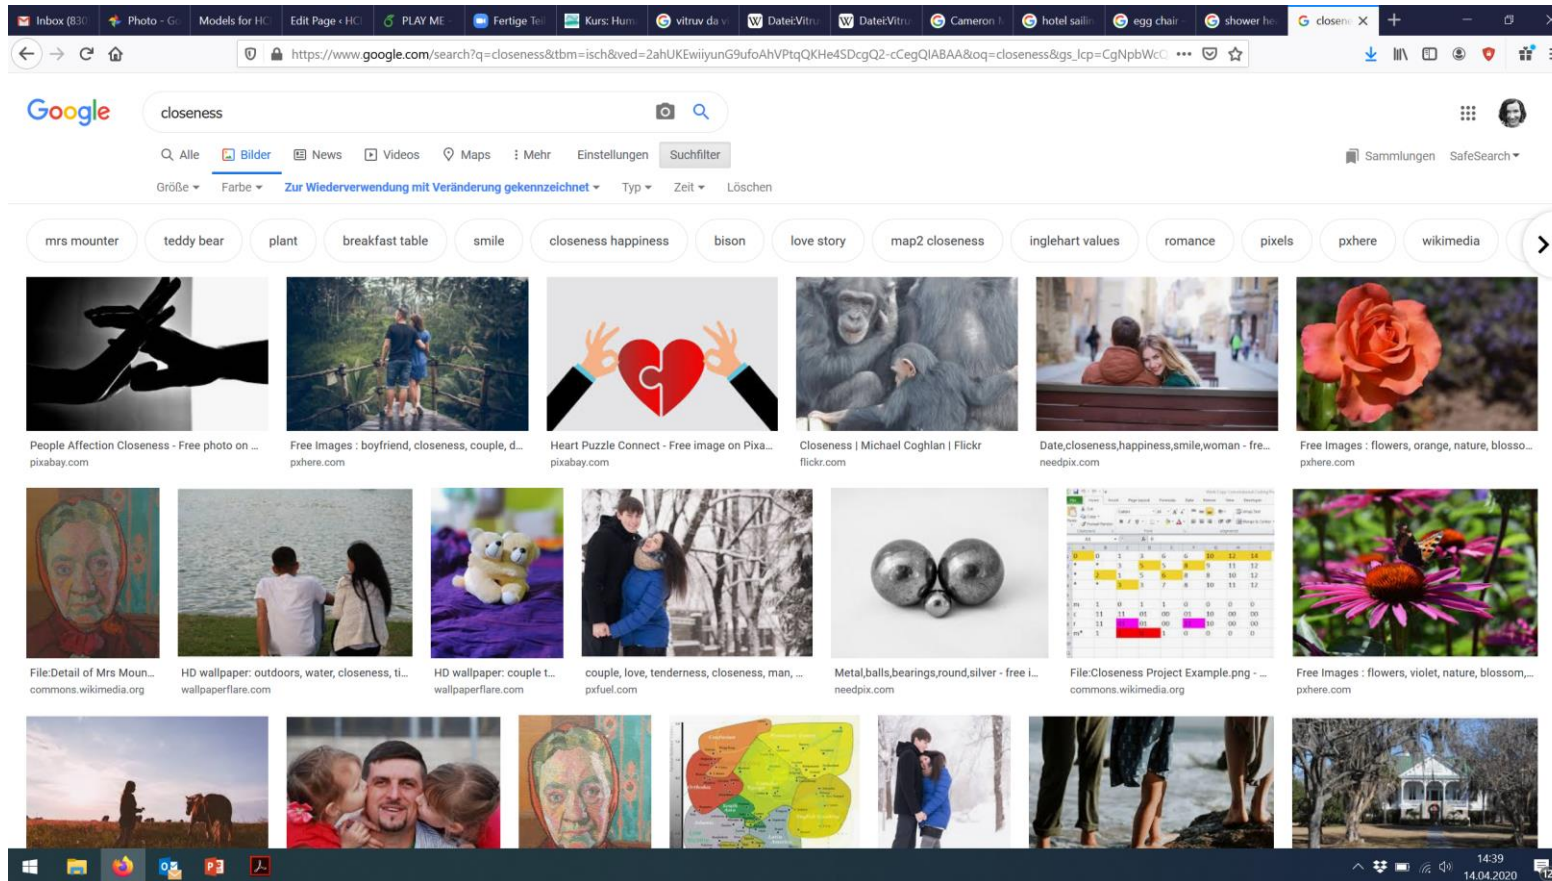 Inbox (830
Photo - Go
Models for HC
Edit Page ‹ HCI
PLAY ME -
Fertige Teil
Kurs: Hum
vitruv da vi
Datei:Vitru
Datei:Vitru
Cameron
hotel sailin
egg chair -
shower he
closene
https://www.google.com/search?q=closeness&tbm=isch&ved=2ahUKEwiiyunG9ufoAhVPtqQKHe4SDcgQ2-cCegQIABAA&oq=closeness&gs_lcp=CgNpbWcQ
Google
closeness
Alle Bilder News Videos Maps Mehr Einstellungen Suchfilter
Sammlungen SafeSearch
Größe Farbe Zur Wiederverwendung mit Veränderung gekennzeichnet Typ Zeit Löschen
mrs mounter teddy bear plant breakfast table smile closeness happiness bison love story map2 closeness inglehart values romance pixels pxhere wikimedia
People Affection Closeness - Free photo on ...
pixabay.com
Free Images : boyfriend, closeness, couple, d...
pxhere.com
Heart Puzzle Connect - Free image on Pixa...
pixabay.com
Closeness | Michael Coghlan | Flickr
flickr.com
Date,closeness,happiness,smile,woman - fre...
needpix.com
Free Images : flowers, orange, nature, blosso...
pxhere.com
File:Detail of Mrs Moun...
commons.wikimedia.org
HD wallpaper: outdoors, water, closeness, ti...
wallpaperflare.com
HD wallpaper: couple t...
wallpaperflare.com
couple, love, tenderness, closeness, man, ...
pxfuel.com
Metal,balls,bearings,round,silver - free i...
needpix.com
File:Closeness Project Example.png - ...
commons.wikimedia.org
Free Images : flowers, violet, nature, blossom,...
pxhere.com
14:39
14.04.2020